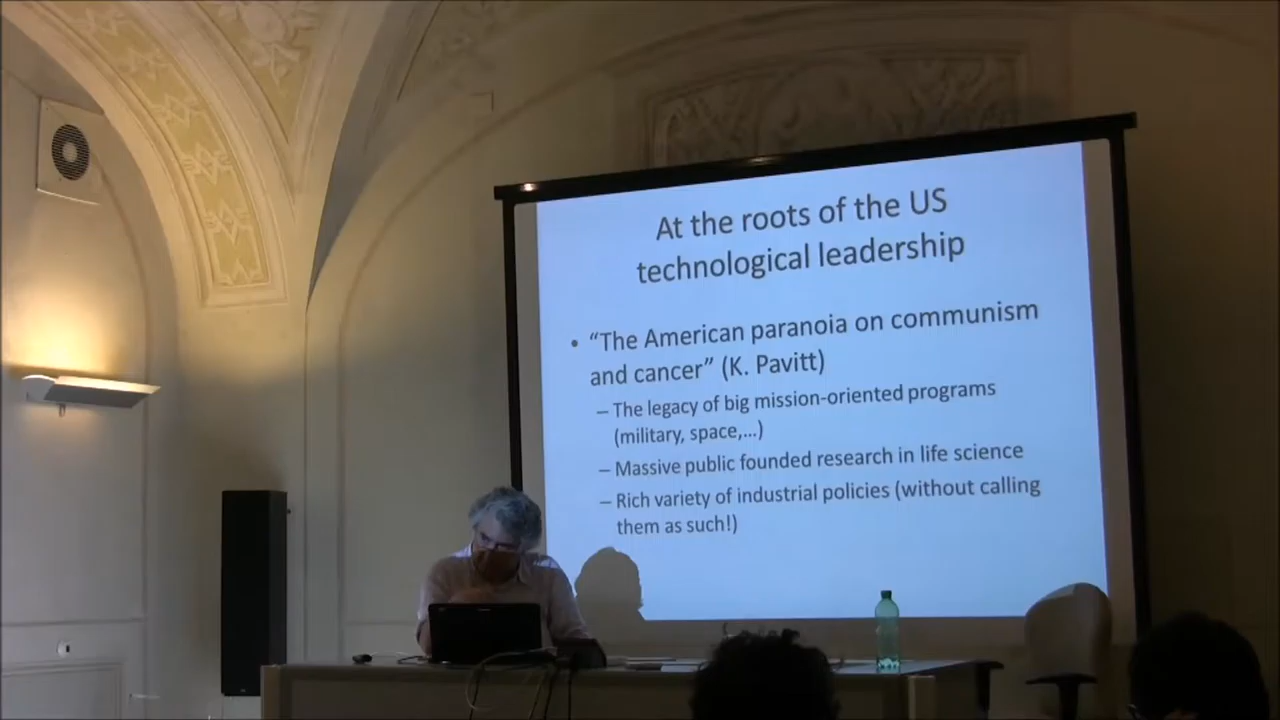 At the roots of the US
technological leadership
• “The American paranoia on communism
and cancer” (K. Pavitt)
– The legacy of big mission-oriented programs
(military, space,...)
– Massive public founded research in life science
– Rich variety of industrial policies (without calling
them as such!)